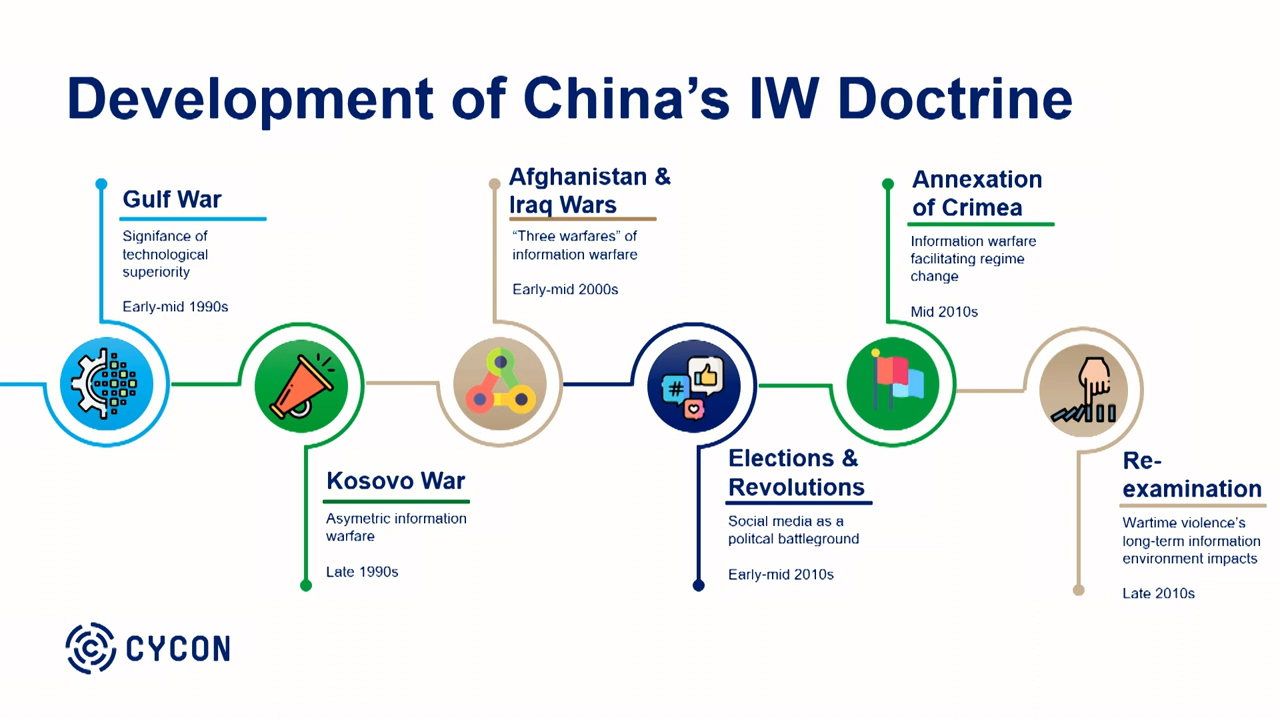 Development of China's IW Doctrine
Gulf War
Signifance of
technological
superiority
Early-mid 1990s
Kosovo War
Asymetric information
warfare
Late 1990s
Afghanistan &
Iraq Wars
“Three warfares” of
information warfare
Early-mid 2000s
#
Elections &
Revolutions
Social media as a
politcal battleground
Early-mid 2010s
Annexation
of Crimea
Information warfare
facilitating regime
change
Mid 2010s
Re-
examination
Wartime violence's
long-term information
environment impacts
Late 2010s
CYCON